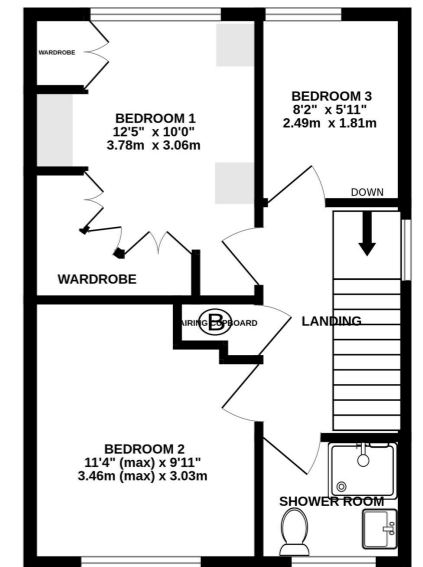 WARDROBE
BEDROOM 1
12'5" x 10'0"
3.78m x 3.06m
BEDROOM 3
8'2" x 5'11"
2.49m x 1.81m
DOWN
WARDROBE
AIRING CUPBOARD
B
LANDING
BEDROOM 2
11'4" (max) x 9'11"
3.46m (max) x 3.03m
SHOWER ROOM